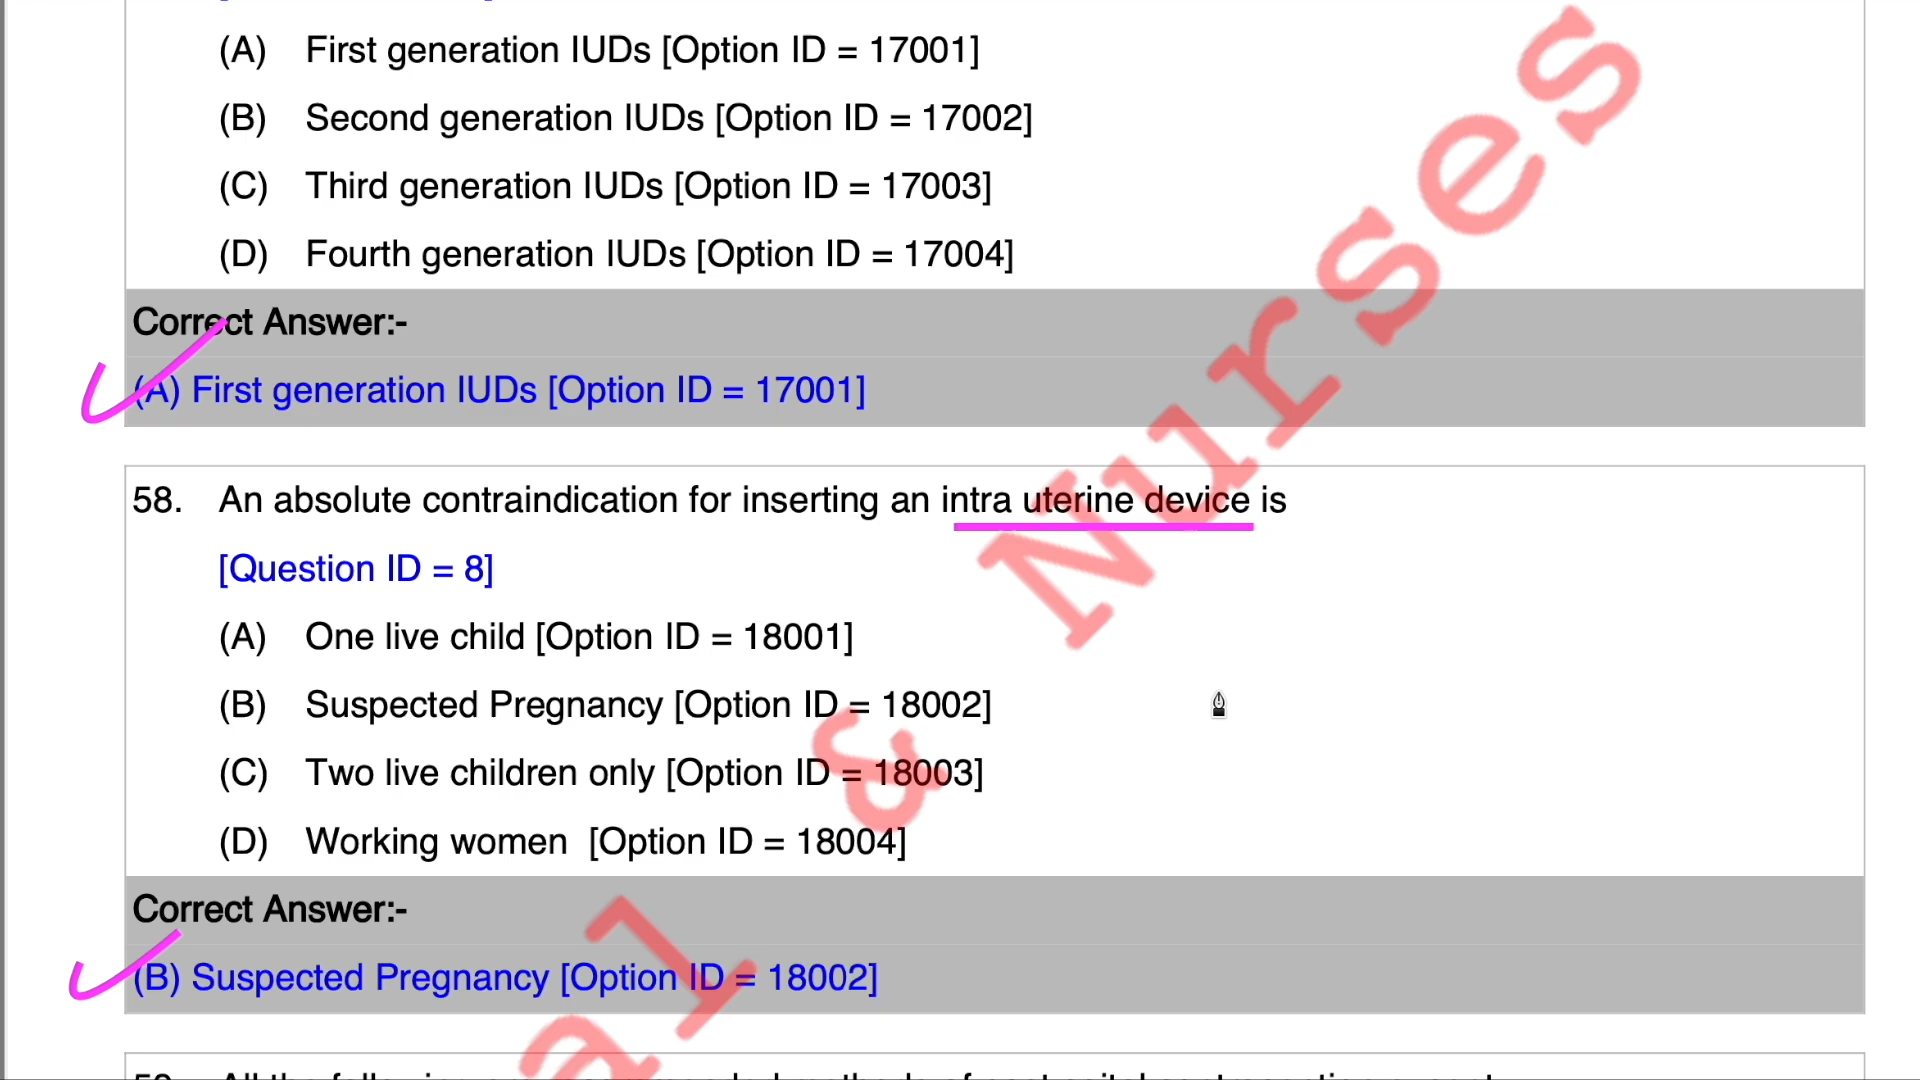 (A) First generation IUDs [Option ID = 17001]
(B) Second generation IUDs [Option ID = 17002]
(C) Third generation IUDs [Option ID = 17003]
(D) Fourth generation IUDs [Option ID = 17004]
Correct Answer:-
(A) First generation IUDs [Option ID = 17001]
58. An absolute contraindication for inserting an intra uterine device is
[Question ID = 8]
(A) One live child [Option ID = 18001]
(B) Suspected Pregnancy [Option ID = 18002]
(C) Two live children only [Option ID = 18003]
(D) Working women [Option ID = 18004]
Correct Answer:-
(B) Suspected Pregnancy [Option ID = 18002]
al & Nurses